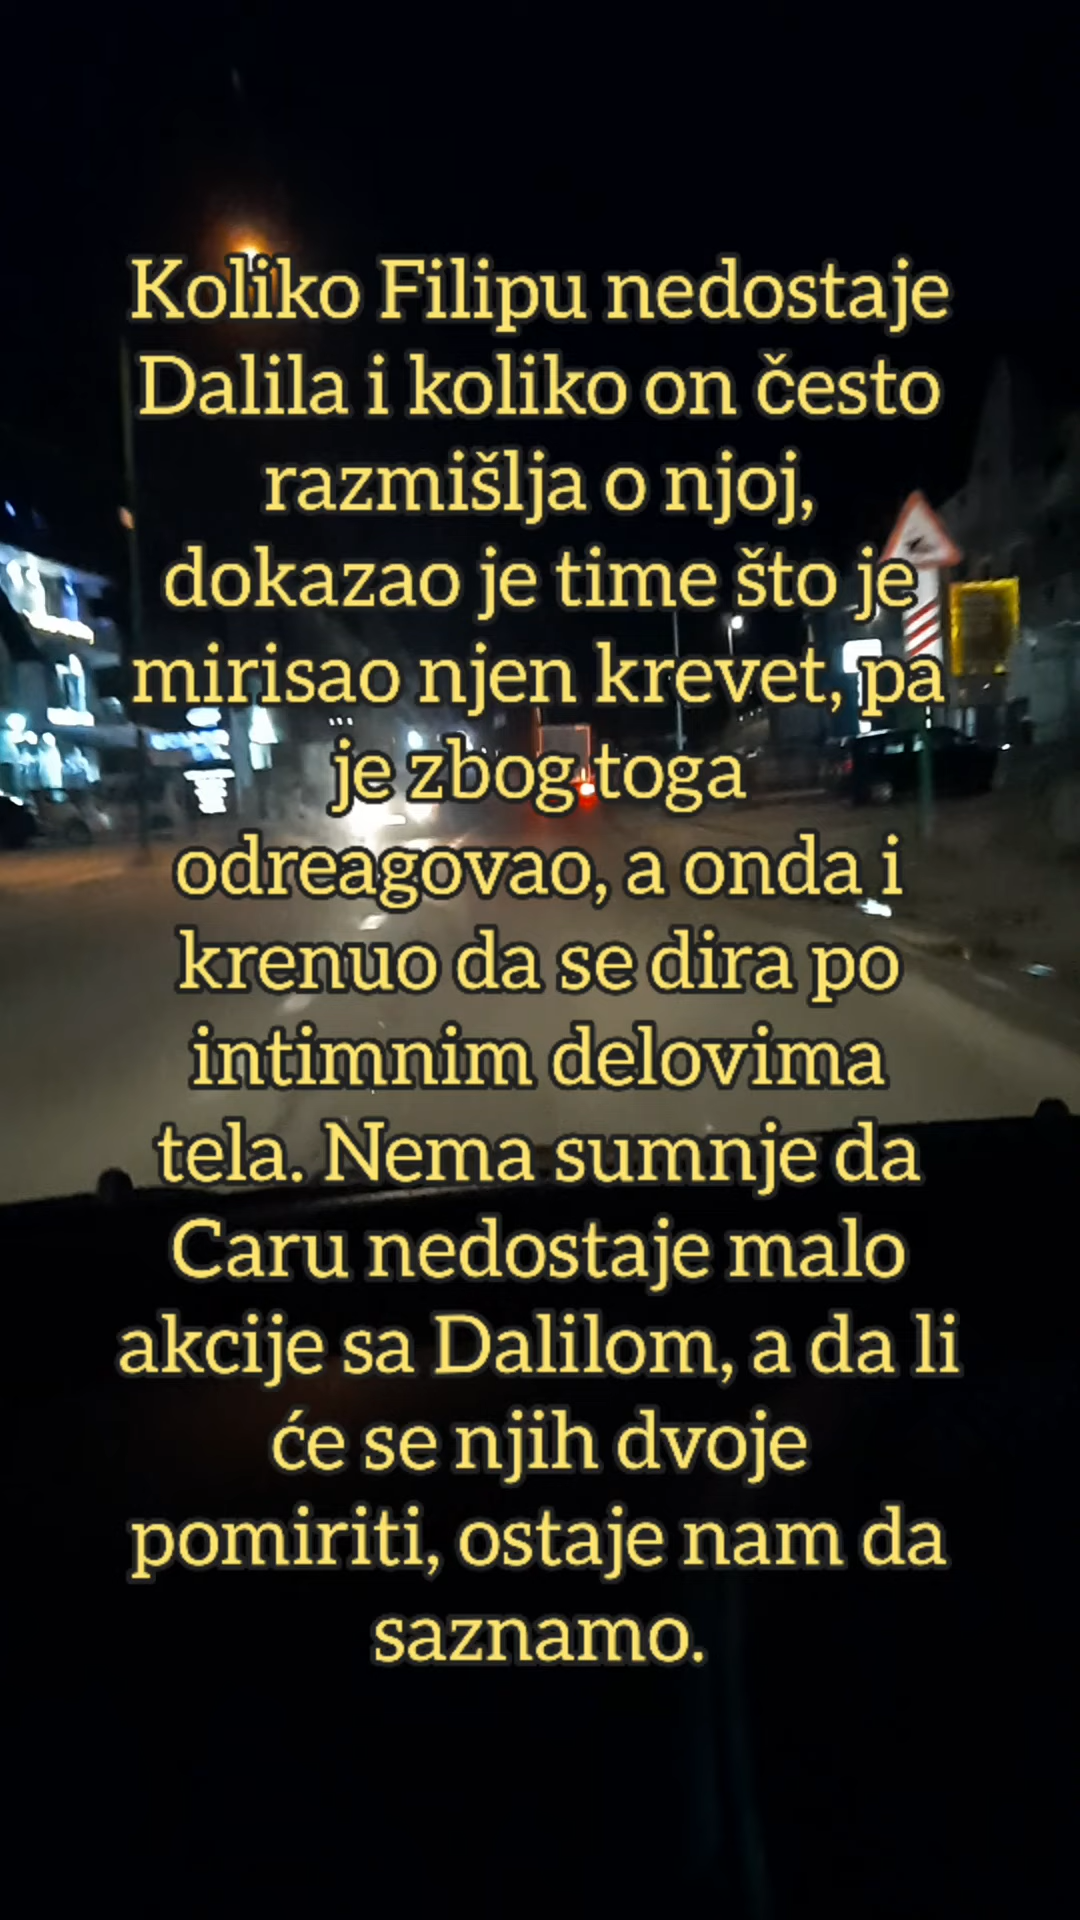 Koliko Filipu nedostaje
Dalila i koliko on često
razmišlja o njoj,
dokazao je time što je
mirisao njen krevet, pa
je zbog toga
odreagovao, a onda i
krenuo da se dira po
intimnim delovima
tela. Nema sumnje da
Caru nedostaje malo
akcije sa Dalilom, a da li
će se njih dvoje
pomiriti, ostaje nam da
saznamo.